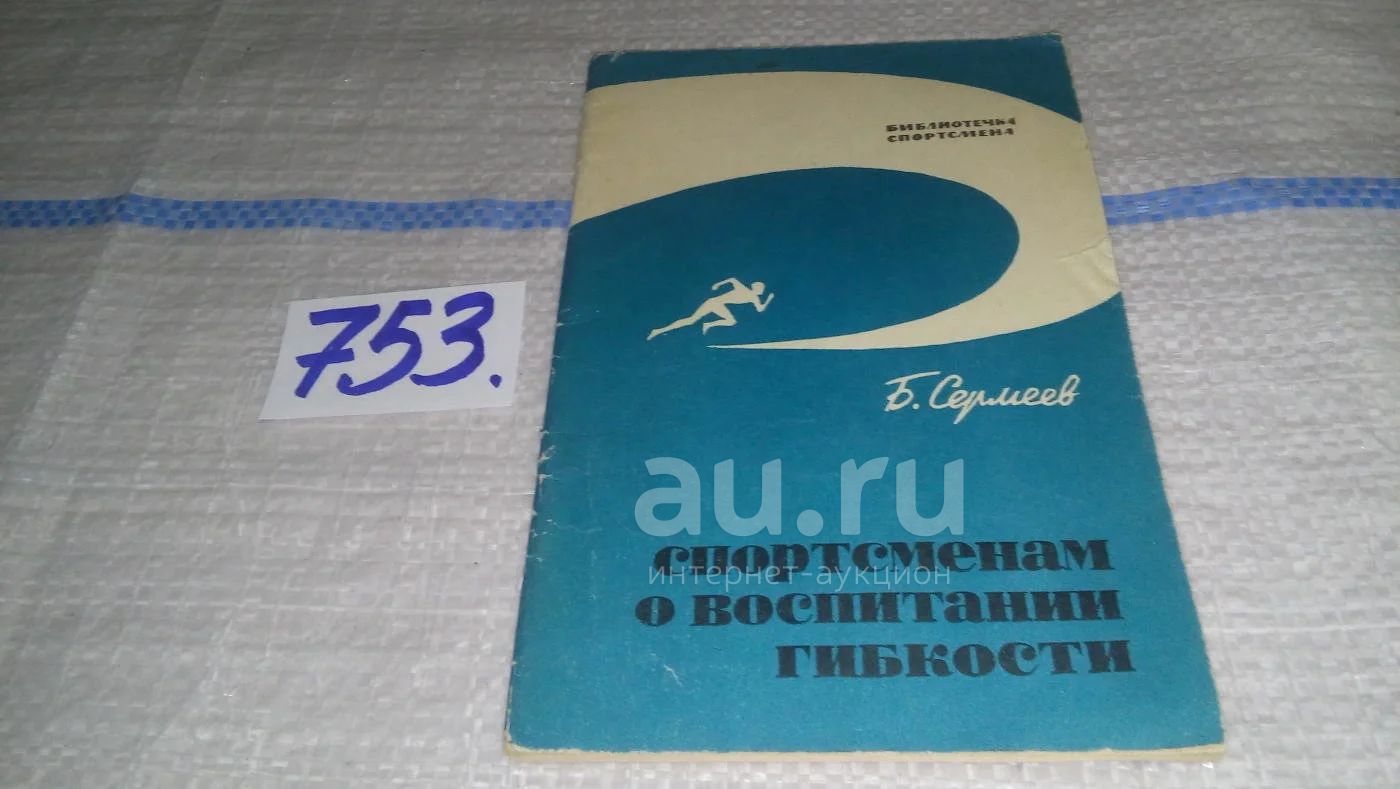 БИБЛИОТЕЧКА
СПОРТСМЕНА
753.
Б. Сермеев
au.ru
интернет-аукцион
СПОРТСМЕНАМ
О ВОСПИТАНИИ
ГИБКОСТИ